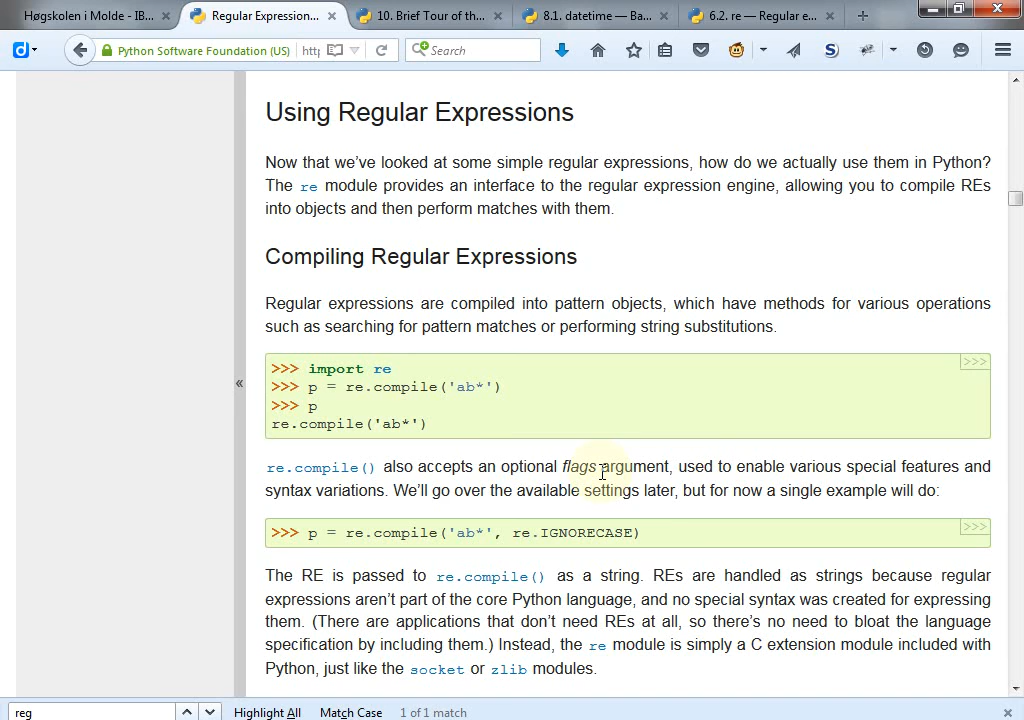 Høgskolen i Molde - IB...
Regular Expression...
10. Brief Tour of th...
8.1. datetime — Ba...
6.2. re — Regular e...
Python Software Foundation (US)
Search
Using Regular Expressions
Now that we’ve looked at some simple regular expressions, how do we actually use them in Python?
The re module provides an interface to the regular expression engine, allowing you to compile REs
into objects and then perform matches with them.
Compiling Regular Expressions
Regular expressions are compiled into pattern objects, which have methods for various operations
such as searching for pattern matches or performing string substitutions.
>>>
>>> import re
>>> p = re.compile('ab*')
>>> p
re.compile('ab*')
«
re.compile() also accepts an optional flags argument, used to enable various special features and
syntax variations. We’ll go over the available settings later, but for now a single example will do:
>>>
>>> p = re.compile('ab*', re.IGNORECASE)
The RE is passed to re.compile() as a string. REs are handled as strings because regular
expressions aren’t part of the core Python language, and no special syntax was created for expressing
them. (There are applications that don’t need REs at all, so there’s no need to bloat the language
specification by including them.) Instead, the re module is simply a C extension module included with
Python, just like the socket or zlib modules.
reg
Highlight All
Match Case
1 of 1 match